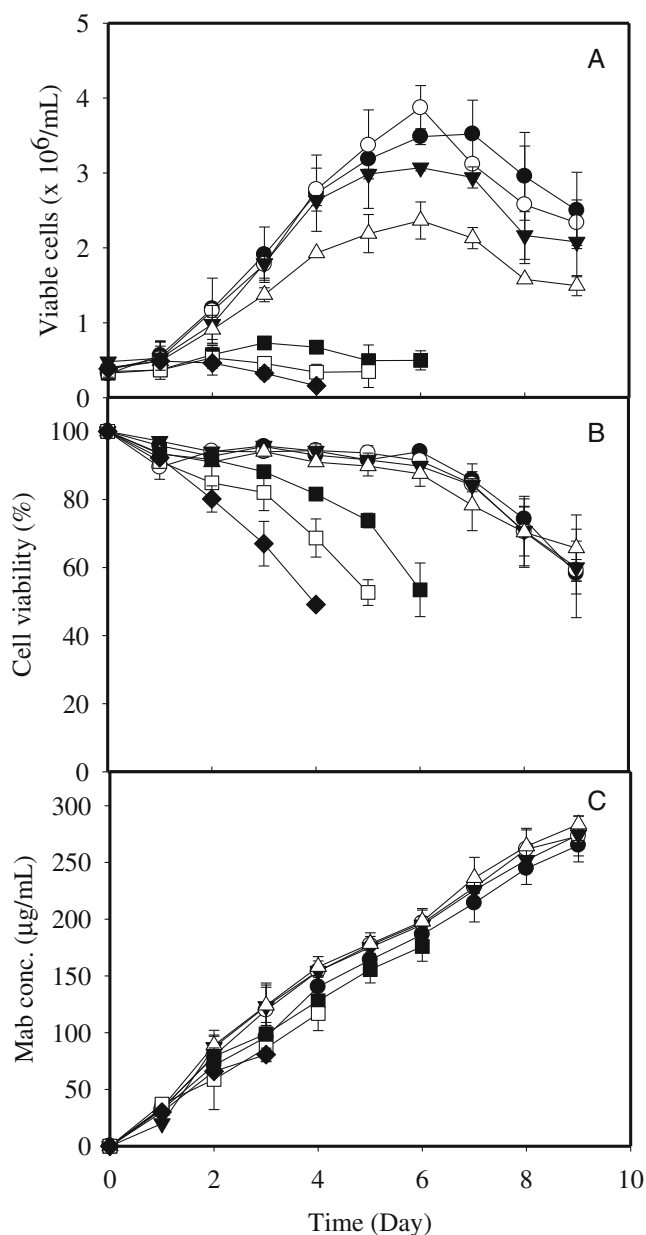 5
A
4
3
2
1
0
Viable cells (x 10⁶/mL)
100
B
80
60
40
20
0
Cell viability (%)
300
C
250
200
150
100
50
0
Mab conc. (µg/mL)
0 2 4 6 8 10
Time (Day)